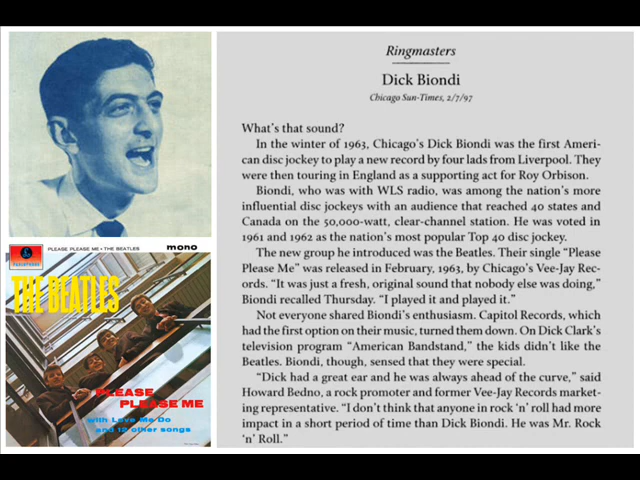 PARLOPHONE
PLEASE PLEASE ME • THE BEATLES
mono
THE BEATLES
PLEASE
PLEASE ME
with Love Me Do
and 12 other songs
Ringmasters
Dick Biondi
Chicago Sun-Times, 2/7/97
What's that sound?
In the winter of 1963, Chicago's Dick Biondi was the first Ameri-
can disc jockey to play a new record by four lads from Liverpool. They
were then touring in England as a supporting act for Roy Orbison.
Biondi, who was with WLS radio, was among the nation's more
influential disc jockeys with an audience that reached 40 states and
Canada on the 50,000-watt, clear-channel station. He was voted in
1961 and 1962 as the nation's most popular Top 40 disc jockey.
The new group he introduced was the Beatles. Their single “Please
Please Me” was released in February, 1963, by Chicago's Vee-Jay Rec-
ords. “It was just a fresh, original sound that nobody else was doing,”
Biondi recalled Thursday. “I played it and played it.”
Not everyone shared Biondi's enthusiasm. Capitol Records, which
had the first option on their music, turned them down. On Dick Clark's
television program “American Bandstand,” the kids didn't like the
Beatles. Biondi, though, sensed that they were special.
“Dick had a great ear and he was always ahead of the curve,” said
Howard Bedno, a rock promoter and former Vee-Jay Records market-
ing representative. “I don't think that anyone in rock 'n' roll had more
impact in a short period of time than Dick Biondi. He was Mr. Rock
'n' Roll.”